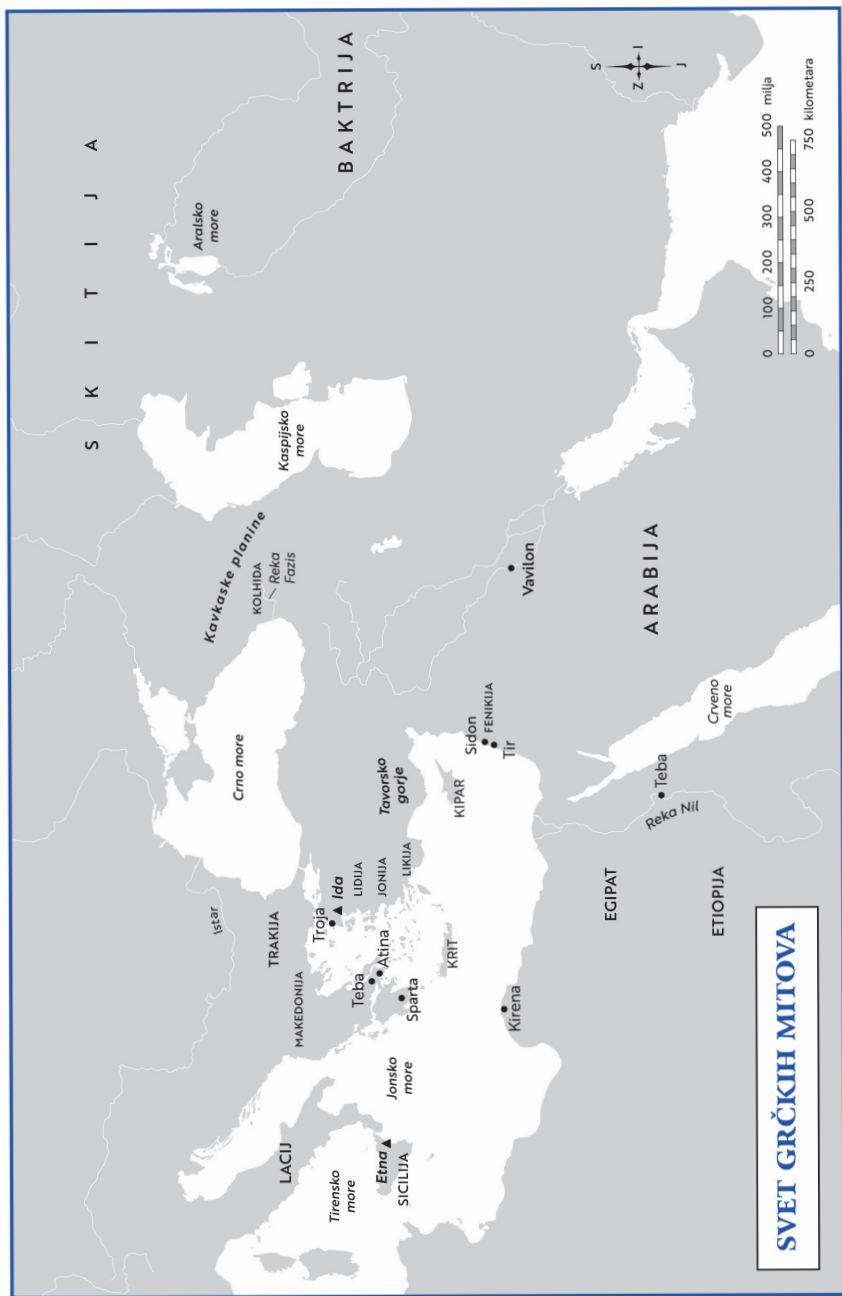 SKITIJA
BAKTRIJA
Aralsko
more
Kaspijsko
more
Kavkaske planine
KOLHIDA
Reka
Fazis
Crno more
Istar
TRAKIJA
MAKEDONIJA
Troja
Ida
LIDIJA
JONIJA
LIKIJA
Tavorsko
gorje
Teba
Atina
Sparta
KRIT
KIPAR
Sidon
FENIKIJA
Tir
Vavilon
ARABIJA
Crveno
more
Teba
Reka Nil
EGIPAT
ETIOPIJA
Kirena
Jonsko
more
LACIJ
Tirensko
more
Etna
SICILIJA
S
Z I
J
0 100 200 300 400 500 milja
0 250 500 750 kilometara
SVET GRČKIH MITOVA